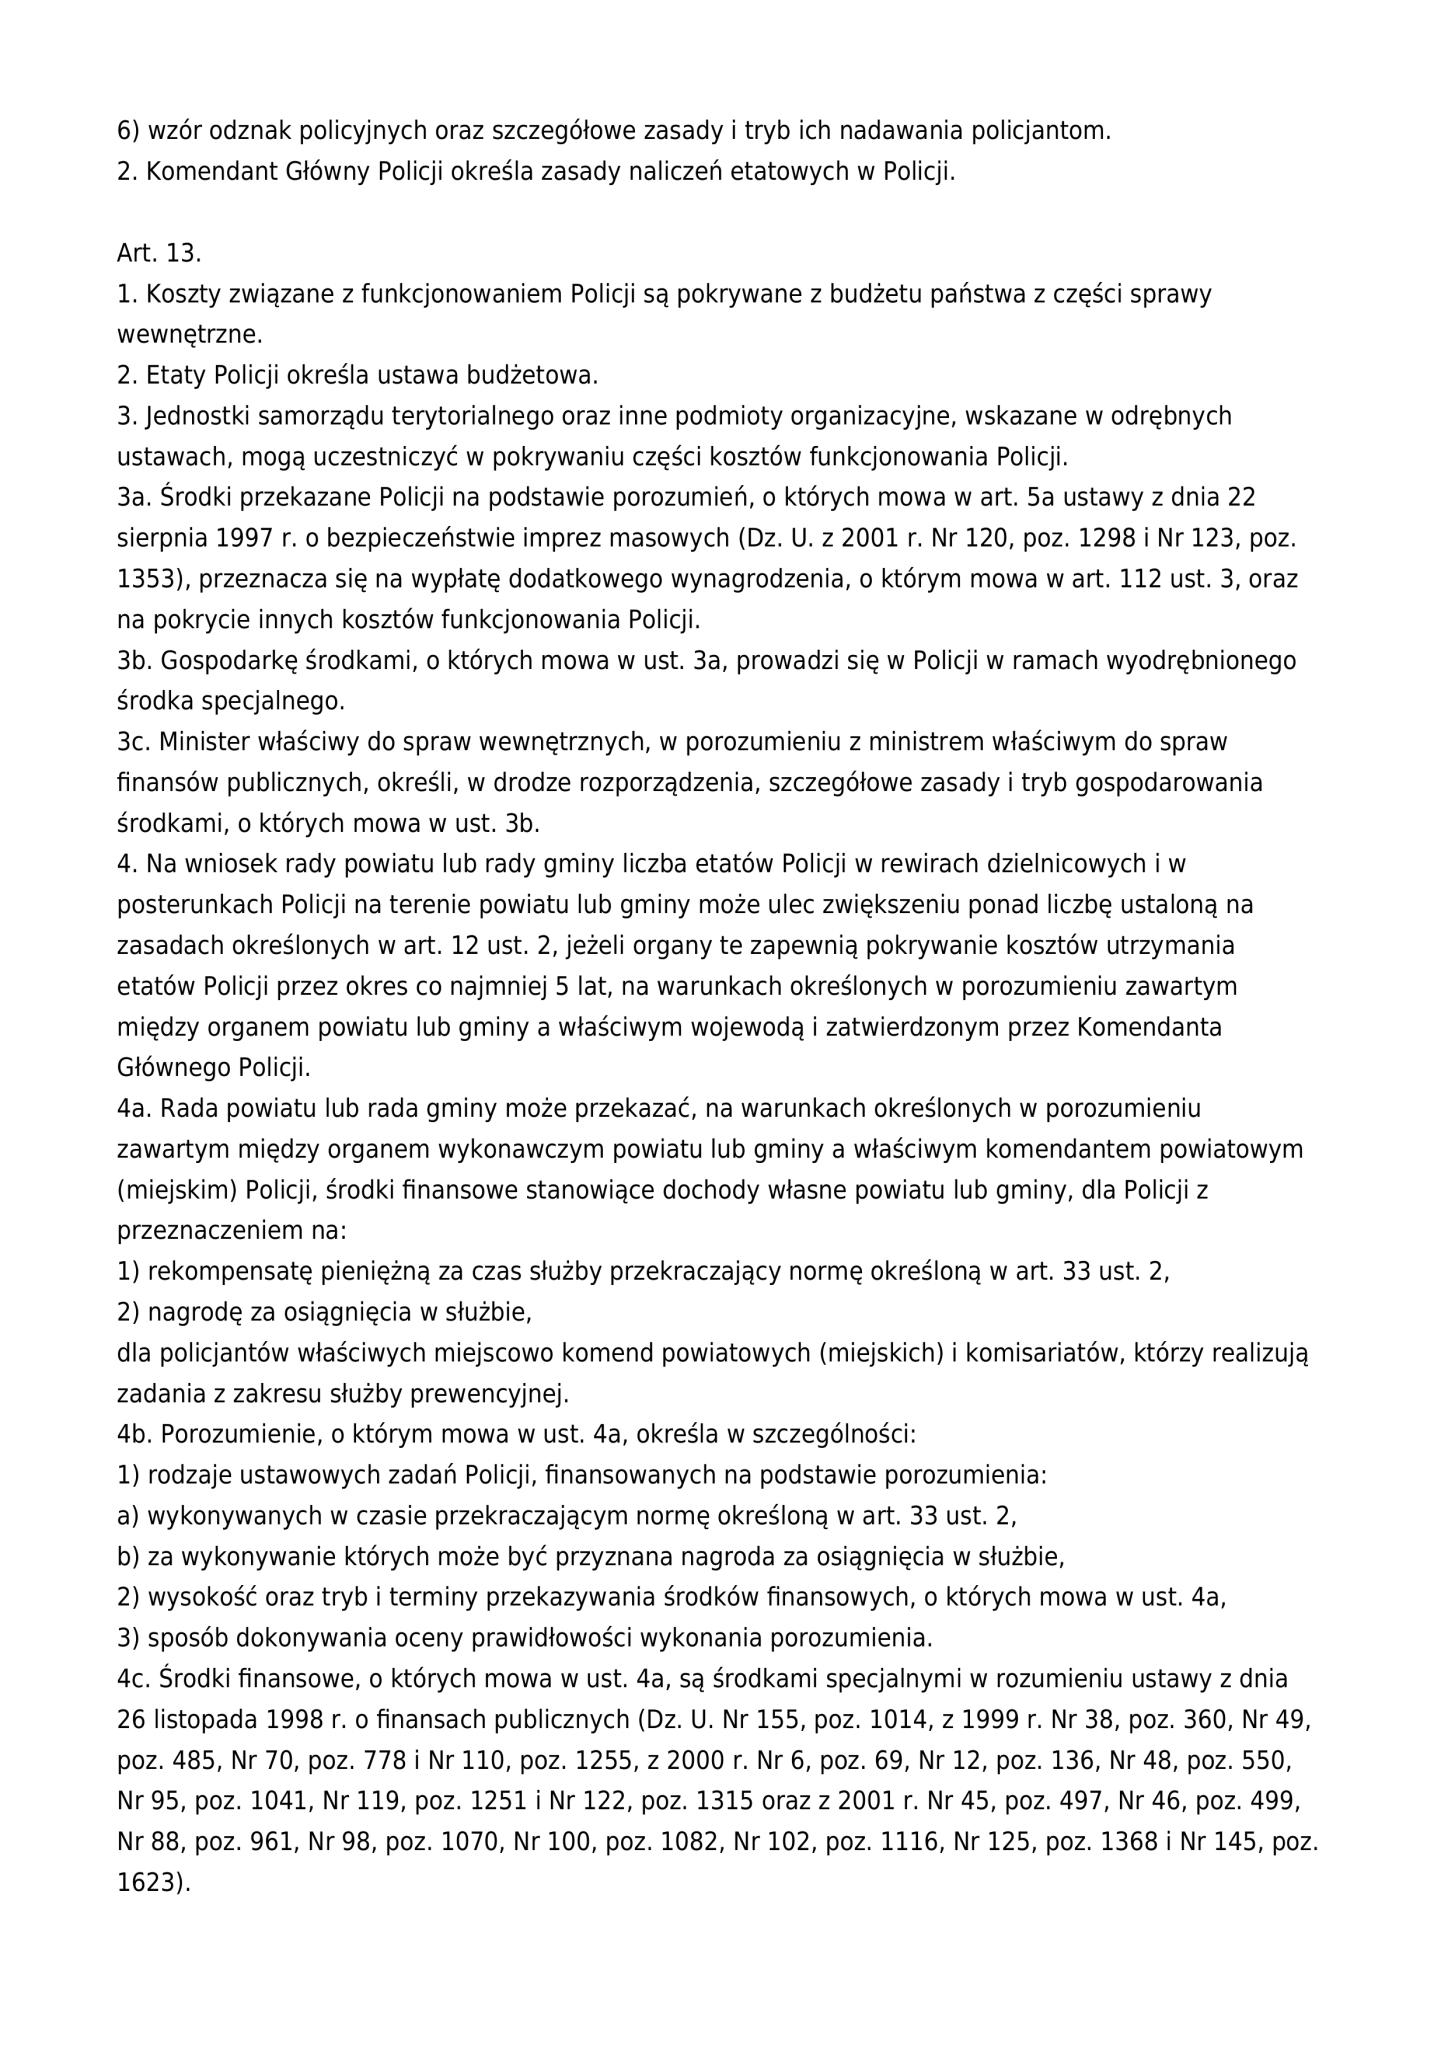 6) wzór odznak policyjnych oraz szczegółowe zasady i tryb ich nadawania policjantom.
2. Komendant Główny Policji określa zasady naliczeń etatowych w Policji.
Art. 13.
1. Koszty związane z funkcjonowaniem Policji są pokrywane z budżetu państwa z części sprawy
wewnętrzne.
2. Etaty Policji określa ustawa budżetowa.
3. Jednostki samorządu terytorialnego oraz inne podmioty organizacyjne, wskazane w odrębnych
ustawach, mogą uczestniczyć w pokrywaniu części kosztów funkcjonowania Policji.
3a. Środki przekazane Policji na podstawie porozumień, o których mowa w art. 5a ustawy z dnia 22
sierpnia 1997 r. o bezpieczeństwie imprez masowych (Dz. U. z 2001 r. Nr 120, poz. 1298 i Nr 123, poz.
1353), przeznacza się na wypłatę dodatkowego wynagrodzenia, o którym mowa w art. 112 ust. 3, oraz
na pokrycie innych kosztów funkcjonowania Policji.
3b. Gospodarkę środkami, o których mowa w ust. 3a, prowadzi się w Policji w ramach wyodrębnionego
środka specjalnego.
3c. Minister właściwy do spraw wewnętrznych, w porozumieniu z ministrem właściwym do spraw
finansów publicznych, określi, w drodze rozporządzenia, szczegółowe zasady i tryb gospodarowania
środkami, o których mowa w ust. 3b.
4. Na wniosek rady powiatu lub rady gminy liczba etatów Policji w rewirach dzielnicowych i w
posterunkach Policji na terenie powiatu lub gminy może ulec zwiększeniu ponad liczbę ustaloną na
zasadach określonych w art. 12 ust. 2, jeżeli organy te zapewnią pokrywanie kosztów utrzymania
etatów Policji przez okres co najmniej 5 lat, na warunkach określonych w porozumieniu zawartym
między organem powiatu lub gminy a właściwym wojewodą i zatwierdzonym przez Komendanta
Głównego Policji.
4a. Rada powiatu lub rada gminy może przekazać, na warunkach określonych w porozumieniu
zawartym między organem wykonawczym powiatu lub gminy a właściwym komendantem powiatowym
(miejskim) Policji, środki finansowe stanowiące dochody własne powiatu lub gminy, dla Policji z
przeznaczeniem na:
1) rekompensatę pieniężną za czas służby przekraczający normę określoną w art. 33 ust. 2,
2) nagrodę za osiągnięcia w służbie,
dla policjantów właściwych miejscowo komend powiatowych (miejskich) i komisariatów, którzy realizują
zadania z zakresu służby prewencyjnej.
4b. Porozumienie, o którym mowa w ust. 4a, określa w szczególności:
1) rodzaje ustawowych zadań Policji, finansowanych na podstawie porozumienia:
a) wykonywanych w czasie przekraczającym normę określoną w art. 33 ust. 2,
b) za wykonywanie których może być przyznana nagroda za osiągnięcia w służbie,
2) wysokość oraz tryb i terminy przekazywania środków finansowych, o których mowa w ust. 4a,
3) sposób dokonywania oceny prawidłowości wykonania porozumienia.
4c. Środki finansowe, o których mowa w ust. 4a, są środkami specjalnymi w rozumieniu ustawy z dnia
26 listopada 1998 r. o finansach publicznych (Dz. U. Nr 155, poz. 1014, z 1999 r. Nr 38, poz. 360, Nr 49,
poz. 485, Nr 70, poz. 778 i Nr 110, poz. 1255, z 2000 r. Nr 6, poz. 69, Nr 12, poz. 136, Nr 48, poz. 550,
Nr 95, poz. 1041, Nr 119, poz. 1251 i Nr 122, poz. 1315 oraz z 2001 r. Nr 45, poz. 497, Nr 46, poz. 499,
Nr 88, poz. 961, Nr 98, poz. 1070, Nr 100, poz. 1082, Nr 102, poz. 1116, Nr 125, poz. 1368 i Nr 145, poz.
1623).